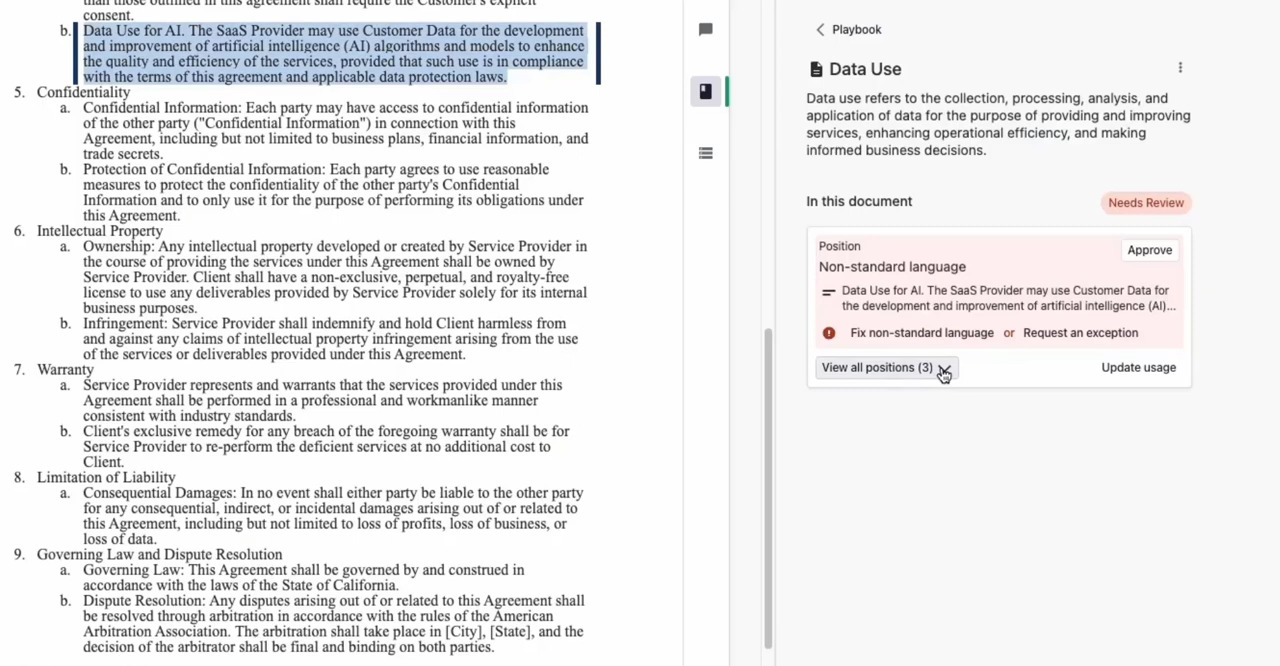 than those outlined in this agreement shall require the Customer's explicit
consent.
b. Data Use for AI. The SaaS Provider may use Customer Data for the development
and improvement of artificial intelligence (AI) algorithms and models to enhance
the quality and efficiency of the services, provided that such use is in compliance
with the terms of this agreement and applicable data protection laws.
5. Confidentiality
a. Confidential Information: Each party may have access to confidential information
of the other party ("Confidential Information") in connection with this
Agreement, including but not limited to business plans, financial information, and
trade secrets.
b. Protection of Confidential Information: Each party agrees to use reasonable
measures to protect the confidentiality of the other party's Confidential
Information and to only use it for the purpose of performing its obligations under
this Agreement.
6. Intellectual Property
a. Ownership: Any intellectual property developed or created by Service Provider in
the course of providing the services under this Agreement shall be owned by
Service Provider. Client shall have a non-exclusive, perpetual, and royalty-free
license to use any deliverables provided by Service Provider solely for its internal
business purposes.
b. Infringement: Service Provider shall indemnify and hold Client harmless from
and against any claims of intellectual property infringement arising from the use
of the services or deliverables provided under this Agreement.
7. Warranty
a. Service Provider represents and warrants that the services provided under this
Agreement shall be performed in a professional and workmanlike manner
consistent with industry standards.
b. Client's exclusive remedy for any breach of the foregoing warranty shall be for
Service Provider to re-perform the deficient services at no additional cost to
Client.
8. Limitation of Liability
a. Consequential Damages: In no event shall either party be liable to the other party
for any consequential, indirect, or incidental damages arising out of or related to
this Agreement, including but not limited to loss of profits, loss of business, or
loss of data.
9. Governing Law and Dispute Resolution
a. Governing Law: This Agreement shall be governed by and construed in
accordance with the laws of the State of California.
b. Dispute Resolution: Any disputes arising out of or related to this Agreement shall
be resolved through arbitration in accordance with the rules of the American
Arbitration Association. The arbitration shall take place in [City], [State], and the
decision of the arbitrator shall be final and binding on both parties.
Playbook
Data Use
Data use refers to the collection, processing, analysis, and
application of data for the purpose of providing and improving
services, enhancing operational efficiency, and making
informed business decisions.
In this document
Needs Review
Position
Approve
Non-standard language
Data Use for AI. The SaaS Provider may use Customer Data for
the development and improvement of artificial intelligence (AI)...
Fix non-standard language or Request an exception
View all positions (3)
Update usage